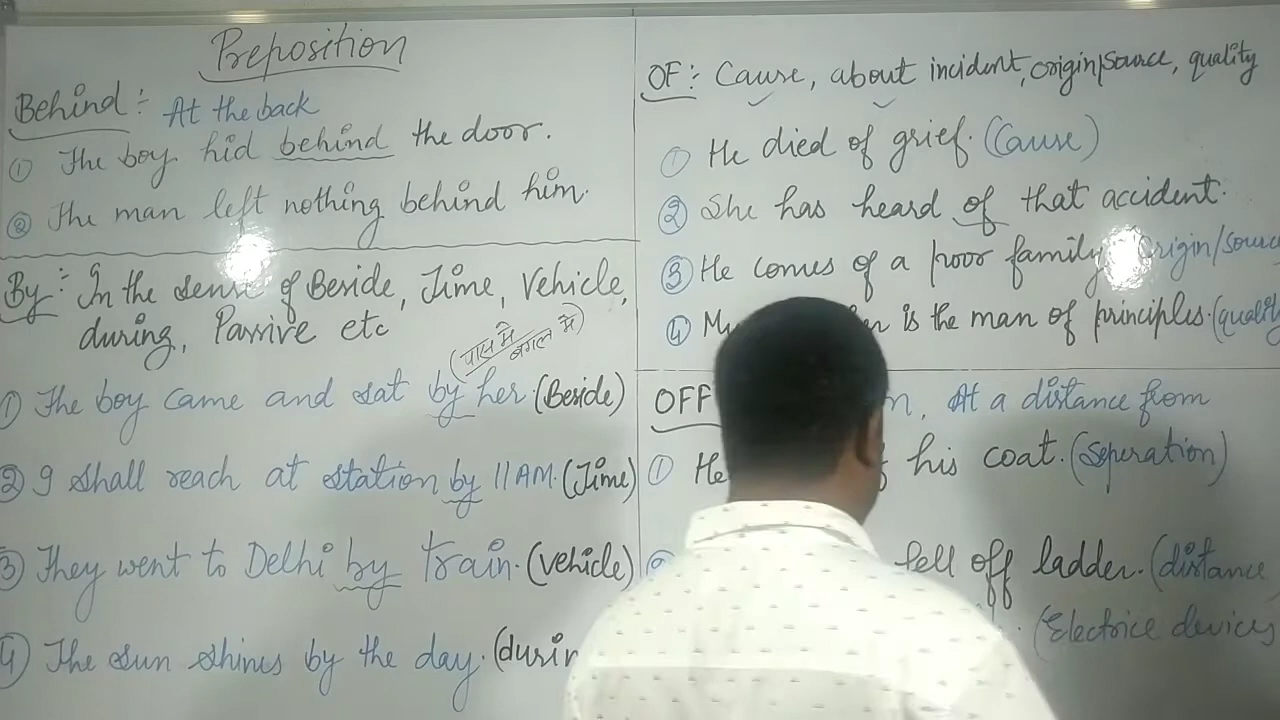 Preposition
Behind :- At the back
① The boy hid behind the door.
② The man left nothing behind him.
By : In the sense of Beside, Time, Vehicle,
during, Passive etc
(पास मे बगल मे)
① The boy came and sat by her. (Beside)
② I shall reach at station by 11 AM. (Time)
③ They went to Delhi by train. (vehicle)
④ The sun shines by the day. (durin
OF : Cause, about incident, origin/source, quality
① He died of grief. (Cause)
② She has heard of that accident.
③ He comes of a poor family. origin/sourc
④ is the man of principles. (quality
OFF At a distance from
① He his coat. (Seperation)
fell off ladder. (distance
(Electrice devices